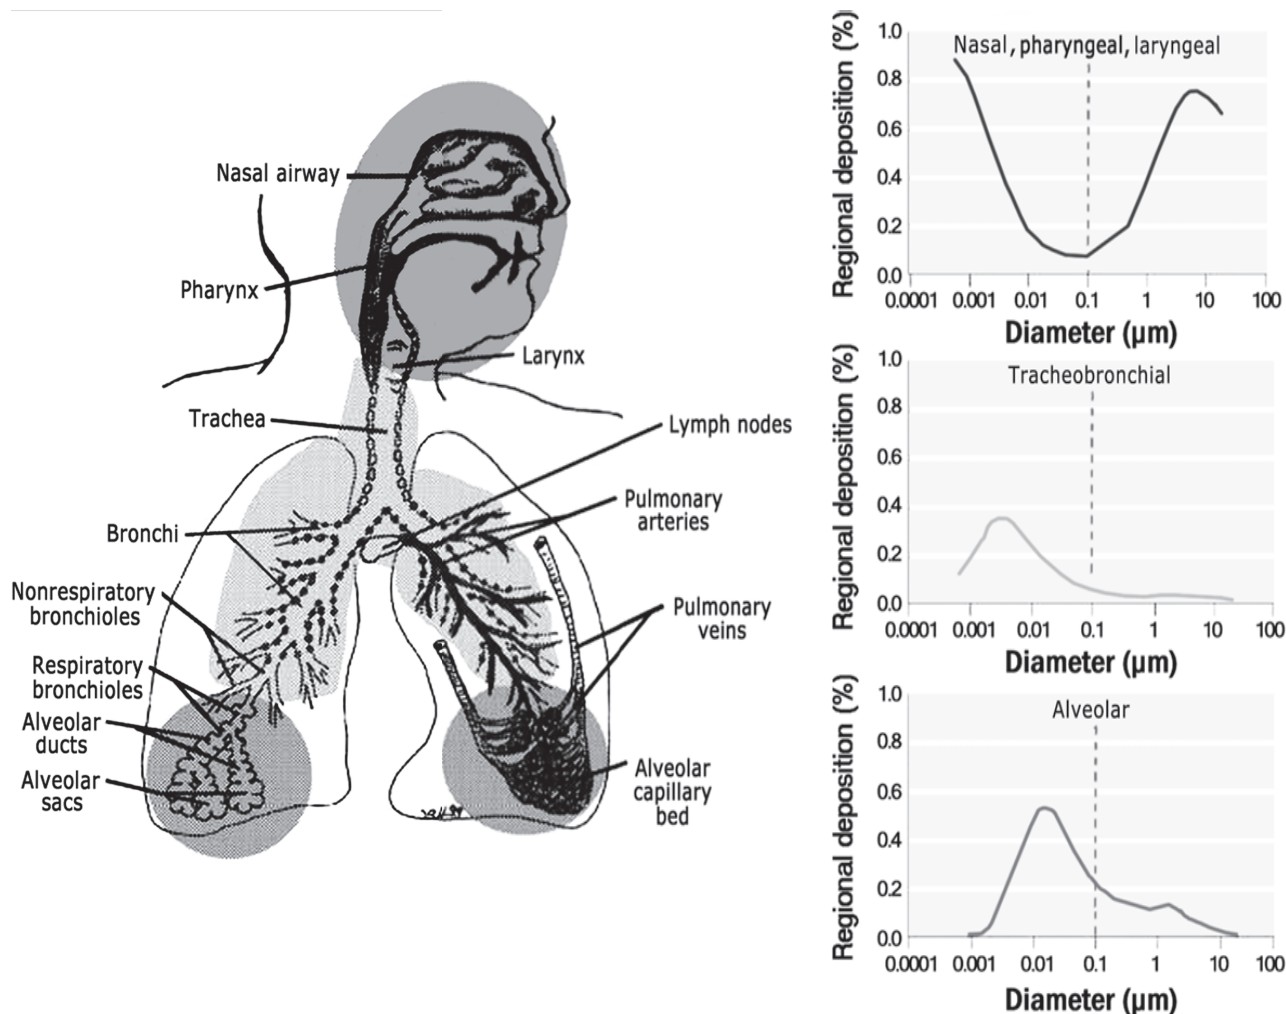 Nasal airway
Pharynx
Larynx
Trachea
Lymph nodes
Pulmonary
arteries
Bronchi
Nonrespiratory
bronchioles
Pulmonary
veins
Respiratory
bronchioles
Alveolar
ducts
Alveolar
sacs
Alveolar
capillary
bed
Regional deposition (%)
Nasal, pharyngeal, laryngeal
1.0
0.8
0.6
0.4
0.2
0.0
0.0001 0.001 0.01 0.1 1 10 100
Diameter (μm)
Regional deposition (%)
Tracheobronchial
1.0
0.8
0.6
0.4
0.2
0.0
0.0001 0.001 0.01 0.1 1 10 100
Diameter (μm)
Regional deposition (%)
Alveolar
1.0
0.8
0.6
0.4
0.2
0.0
0.0001 0.001 0.01 0.1 1 10 100
Diameter (μm)